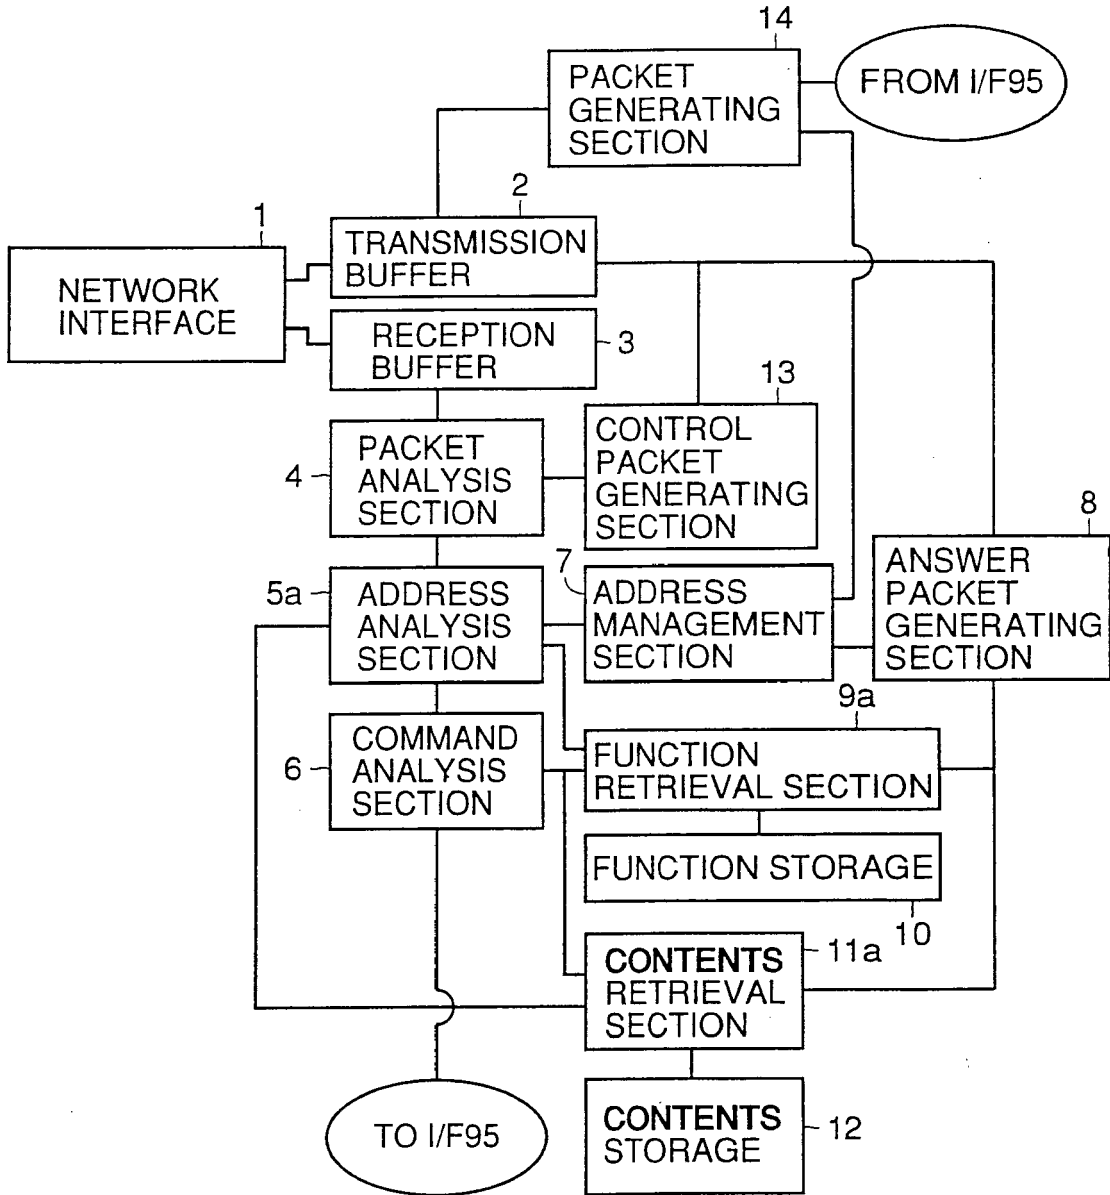 14
PACKET
GENERATING
SECTION
FROM I/F95
1
NETWORK
INTERFACE
2
TRANSMISSION
BUFFER
RECEPTION
BUFFER
3
4
PACKET
ANALYSIS
SECTION
13
CONTROL
PACKET
GENERATING
SECTION
5a
ADDRESS
ANALYSIS
SECTION
7
ADDRESS
MANAGEMENT
SECTION
8
ANSWER
PACKET
GENERATING
SECTION
6
COMMAND
ANALYSIS
SECTION
9a
FUNCTION
RETRIEVAL SECTION
FUNCTION STORAGE
10
CONTENTS
RETRIEVAL
SECTION
11a
TO I/F95
CONTENTS
STORAGE
12